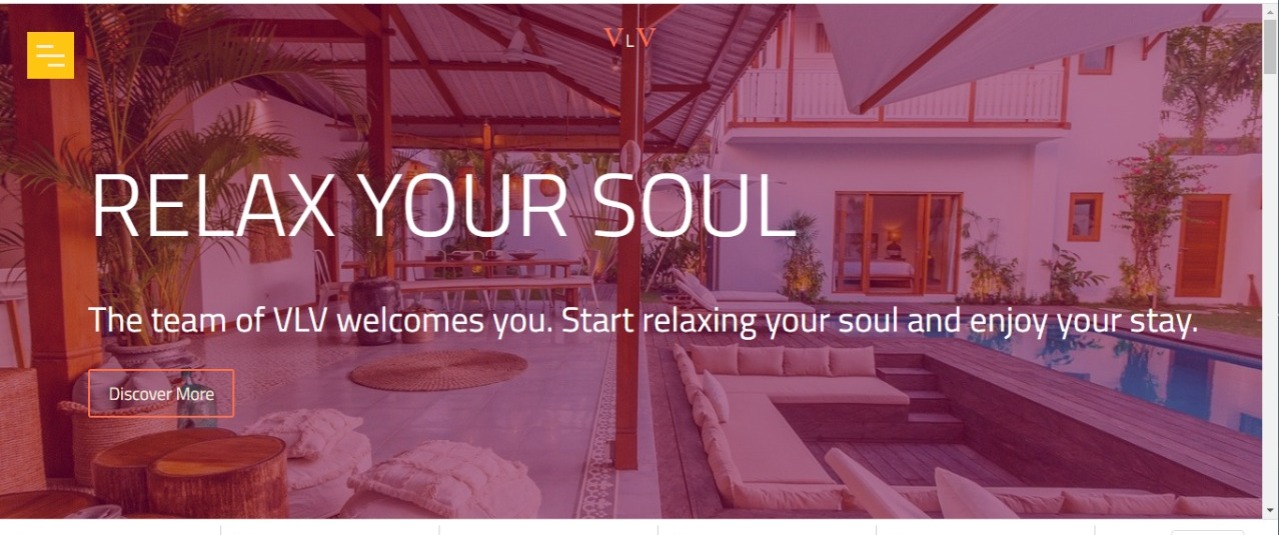 VLV
RELAX YOUR SOUL
The team of VLV welcomes you. Start relaxing your soul and enjoy your stay.
Discover More